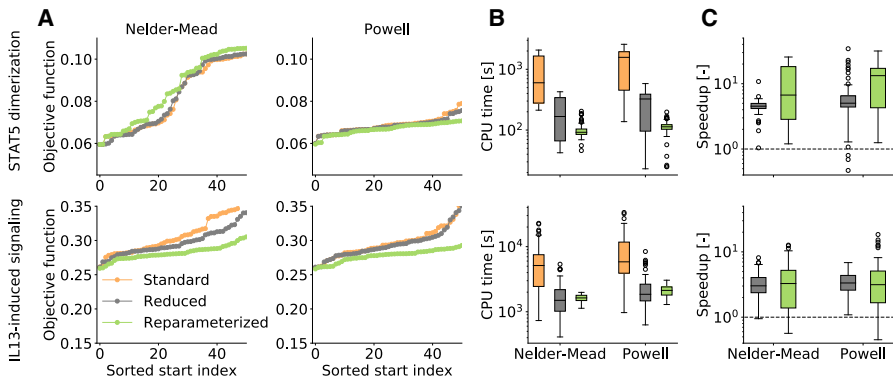 A
Nelder-Mead
Powell
B
C
STAT5 dimerization
Objective function
0.10
0.08
0.06
0
20
40
0.10
0.08
0.06
0
20
40
CPU time [s]
10³
10²
Speedup [-]
10¹
10⁰
IL13-induced signaling
Objective function
0.35
0.30
0.25
0.20
0.15
0
20
40
Sorted start index
Standard
Reduced
Reparameterized
0.35
0.30
0.25
0.20
0.15
0
20
40
Sorted start index
CPU time [s]
10⁴
10³
Nelder-Mead
Powell
Speedup [-]
10¹
10⁰
Nelder-Mead
Powell